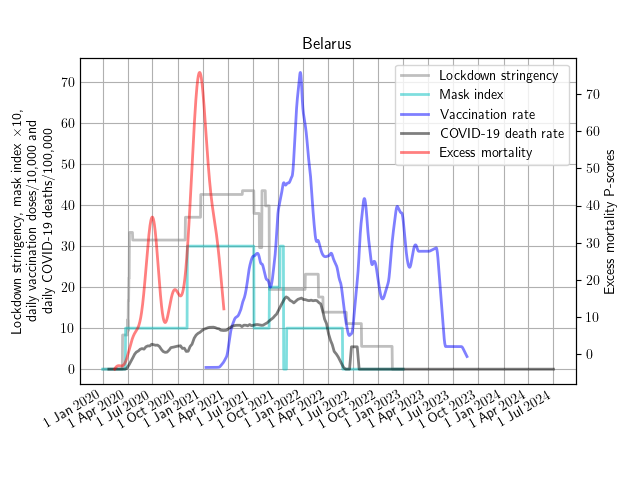 Belarus
Lockdown stringency, mask index ×10,
daily vaccination doses/10,000 and
daily COVID-19 deaths/100,000
70
60
50
40
30
20
10
0
Lockdown stringency
Mask index
Vaccination rate
COVID-19 death rate
Excess mortality
70
60
50
40
30
20
10
0
Excess mortality P-scores
1 Jan 2020
1 Apr 2020
1 Jul 2020
1 Oct 2020
1 Jan 2021
1 Apr 2021
1 Jul 2021
1 Oct 2021
1 Jan 2022
1 Apr 2022
1 Jul 2022
1 Oct 2022
1 Jan 2023
1 Apr 2023
1 Jul 2023
1 Oct 2023
1 Jan 2024
1 Apr 2024
1 Jul 2024